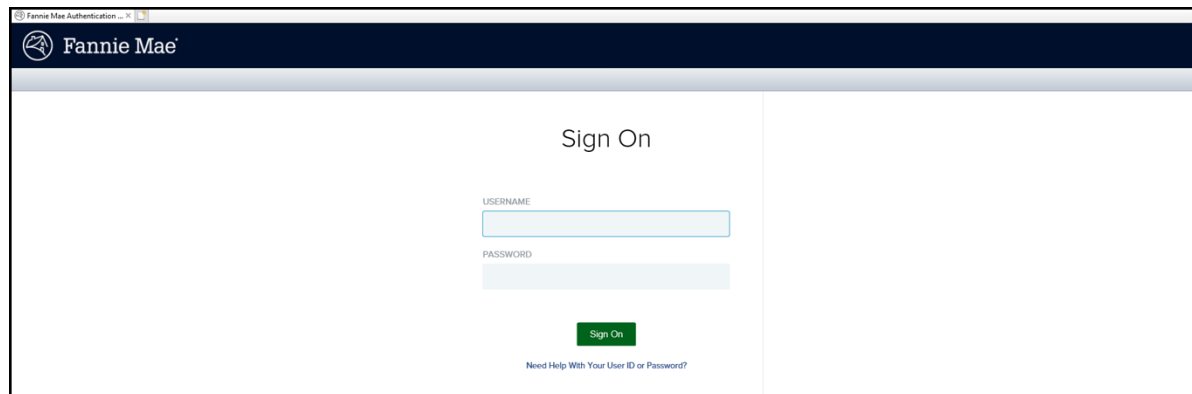 Fannie Mae Authentication ...
Fannie Mae
Sign On
USERNAME
PASSWORD
Sign On
Need Help With Your User ID or Password?